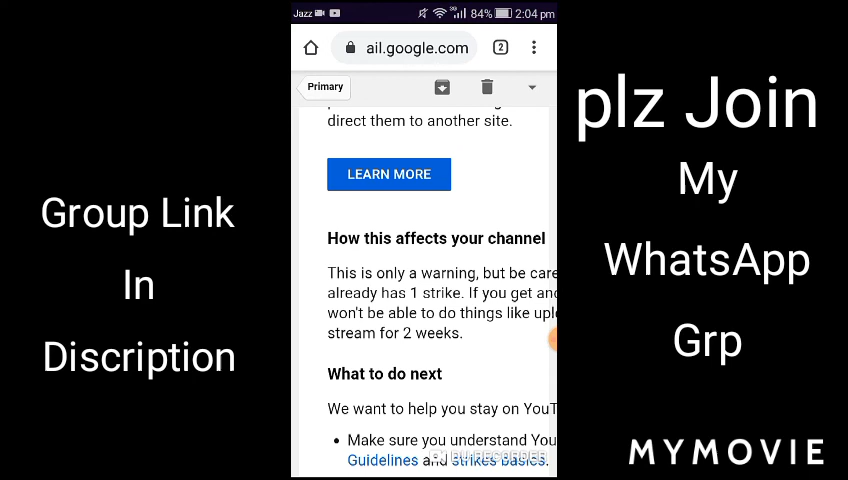 Jazz
3G
84%
2:04 pm
ail.google.com
2
Primary
direct them to another site.
LEARN MORE
How this affects your channel
This is only a warning, but be care
already has 1 strike. If you get ano
won't be able to do things like uplo
stream for 2 weeks.
What to do next
We want to help you stay on YouT
• Make sure you understand You
Guidelines and strikes basics.
DU RECORDER
Group Link
In
Discription
plz Join
My
WhatsApp
Grp
MYMOVIE